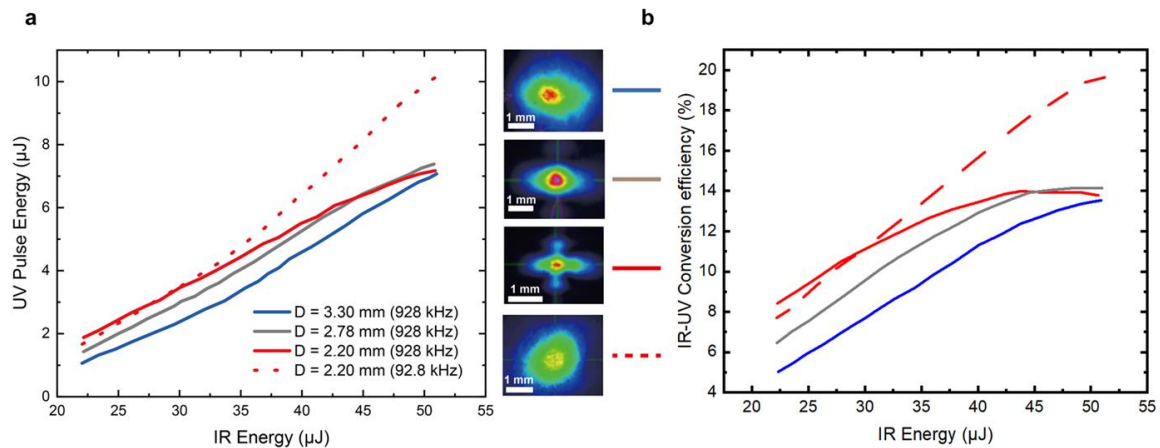 a
UV Pulse Energy (μJ)
10
8
6
4
2
0
20 25 30 35 40 45 50 55
IR Energy (μJ)
D = 3.30 mm (928 kHz)
D = 2.78 mm (928 kHz)
D = 2.20 mm (928 kHz)
D = 2.20 mm (92.8 kHz)
1 mm
1 mm
1 mm
1 mm
b
IR-UV Conversion efficiency (%)
20
18
16
14
12
10
8
6
4
20 25 30 35 40 45 50 55
IR Energy (μJ)